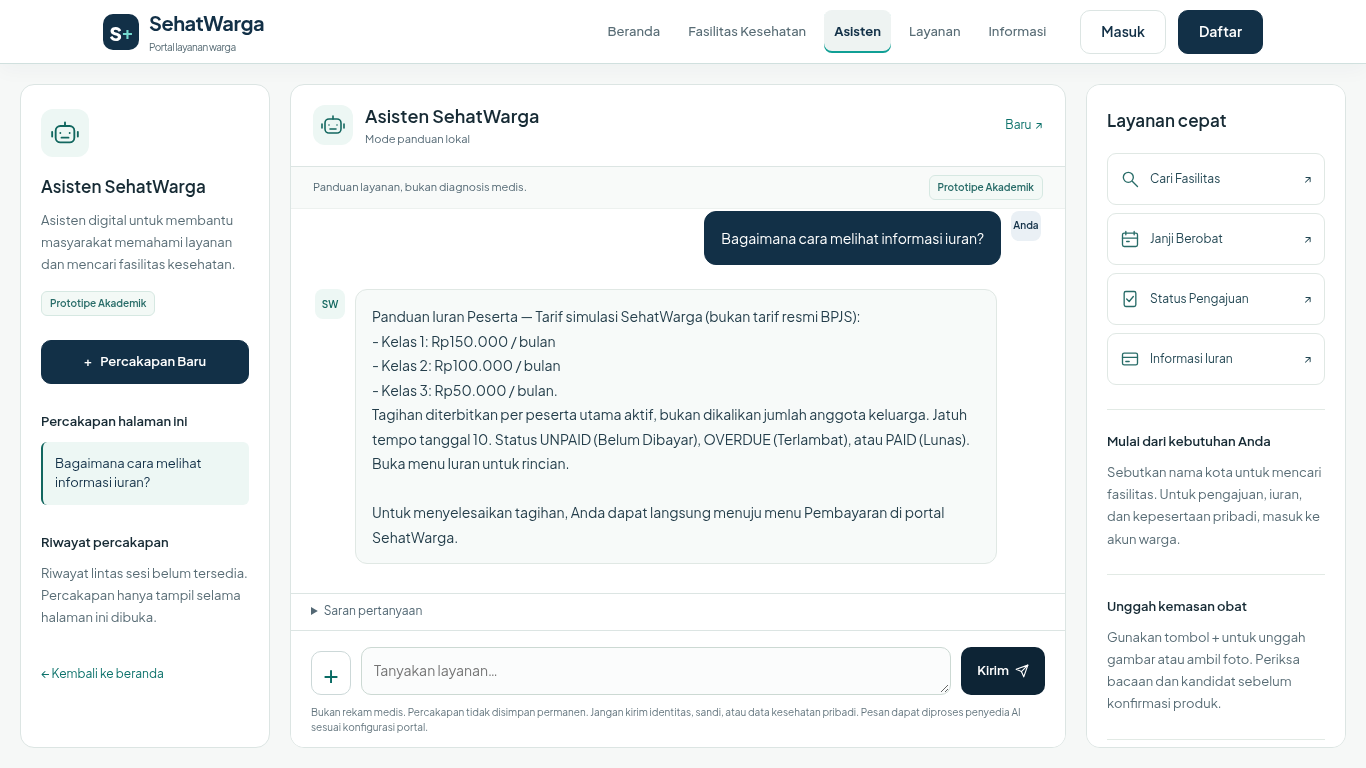 S+
SehatWarga
Portal layanan warga
Beranda
Fasilitas Kesehatan
Asisten
Layanan
Informasi
Masuk
Daftar
Asisten SehatWarga
Asisten digital untuk membantu
masyarakat memahami layanan
dan mencari fasilitas kesehatan.
Prototipe Akademik
+ Percakapan Baru
Percakapan halaman ini
Bagaimana cara melihat
informasi iuran?
Riwayat percakapan
Riwayat lintas sesi belum tersedia.
Percakapan hanya tampil selama
halaman ini dibuka.
← Kembali ke beranda
Asisten SehatWarga
Mode panduan lokal
Baru ↗
Panduan layanan, bukan diagnosis medis.
Prototipe Akademik
Bagaimana cara melihat informasi iuran?
Anda
SW
Panduan Iuran Peserta — Tarif simulasi SehatWarga (bukan tarif resmi BPJS):
- Kelas 1: Rp150.000 / bulan
- Kelas 2: Rp100.000 / bulan
- Kelas 3: Rp50.000 / bulan.
Tagihan diterbitkan per peserta utama aktif, bukan dikalikan jumlah anggota keluarga. Jatuh
tempo tanggal 10. Status UNPAID (Belum Dibayar), OVERDUE (Terlambat), atau PAID (Lunas).
Buka menu Iuran untuk rincian.
Untuk menyelesaikan tagihan, Anda dapat langsung menuju menu Pembayaran di portal
SehatWarga.
▶ Saran pertanyaan
+
Tanyakan layanan...
Kirim
Bukan rekam medis. Percakapan tidak disimpan permanen. Jangan kirim identitas, sandi, atau data kesehatan pribadi. Pesan dapat diproses penyedia AI
sesuai konfigurasi portal.
Layanan cepat
Cari Fasilitas ↗
Janji Berobat ↗
Status Pengajuan ↗
Informasi Iuran ↗
Mulai dari kebutuhan Anda
Sebutkan nama kota untuk mencari
fasilitas. Untuk pengajuan, iuran,
dan kepesertaan pribadi, masuk ke
akun warga.
Unggah kemasan obat
Gunakan tombol + untuk unggah
gambar atau ambil foto. Periksa
bacaan dan kandidat sebelum
konfirmasi produk.